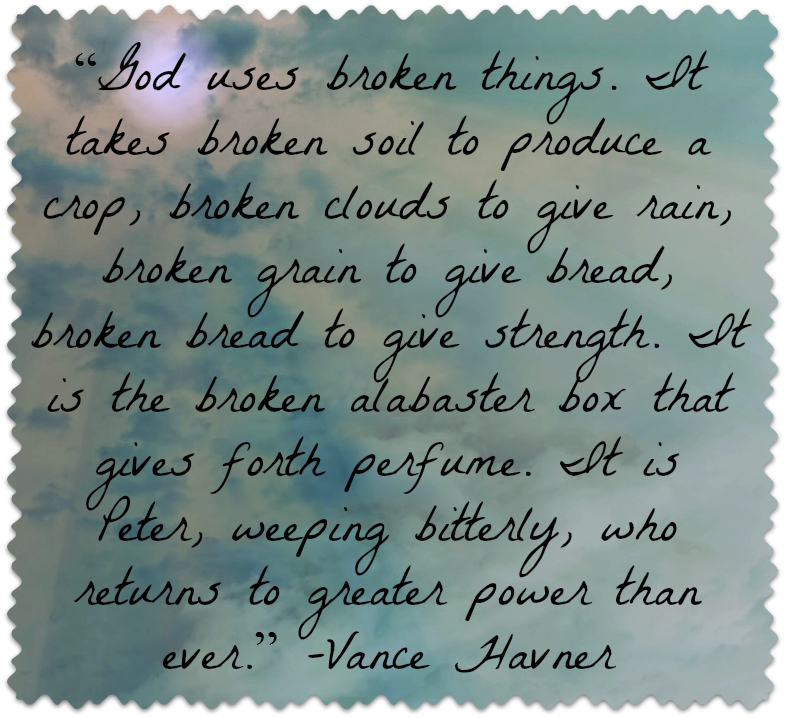 “God uses broken things. It
takes broken soil to produce a
crop, broken clouds to give rain,
broken grain to give bread,
broken bread to give strength. It
is the broken alabaster box that
gives forth perfume. It is
Peter, weeping bitterly, who
returns to greater power than
ever.” -Vance Havner